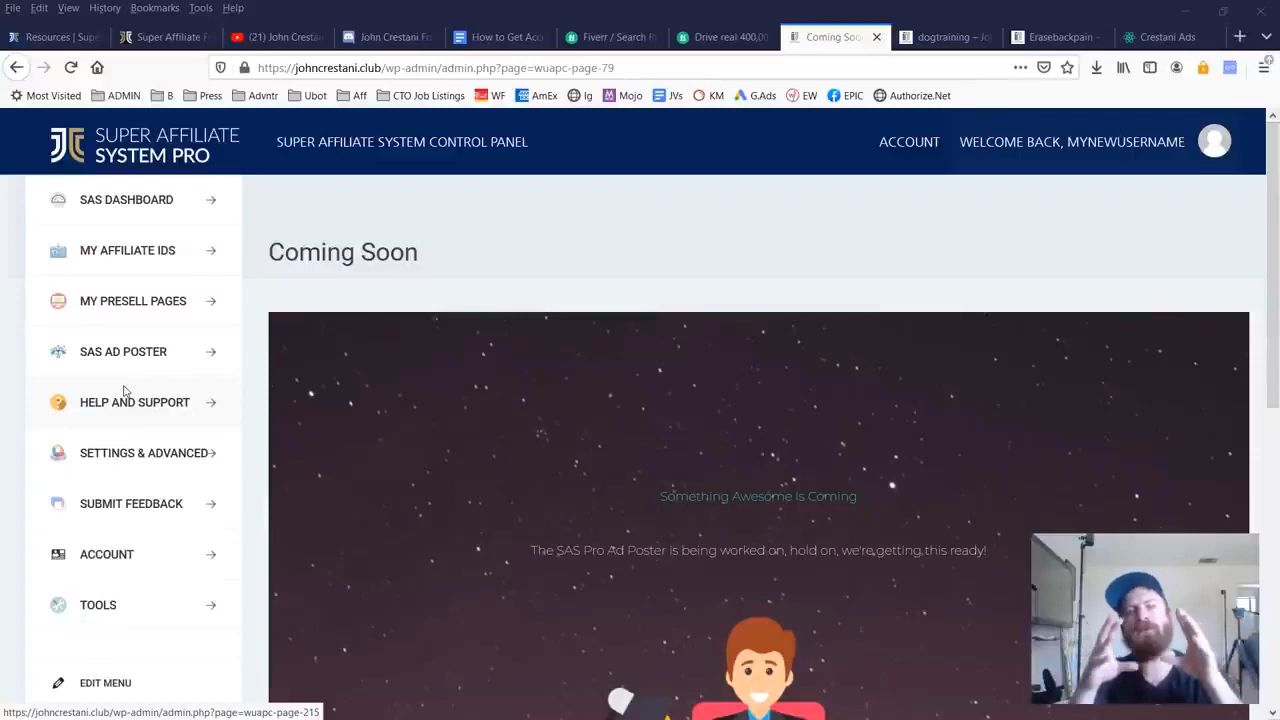 File Edit View History Bookmarks Tools Help
Resources | Supe
Super Affiliate
(21) John Cresta
John Crestani Fr
How to Get Acc
Fiverr / Search R
Drive real 400,00
Coming Soo
dogtraining – Jo
Erasebackpain –
Crestani Ads
https://johncrestani.club/wp-admin/admin.php?page=wuapc-page-79
Most Visited ADMIN B Press Advntr Ubot Aff CTO Job Listings WF AmEx Ig Mojo JVs KM G.Ads EW EPIC Authorize.Net
SUPER AFFILIATE
SYSTEM PRO
SUPER AFFILIATE SYSTEM CONTROL PANEL
ACCOUNT
WELCOME BACK, MYNEWUSERNAME
SAS DASHBOARD
MY AFFILIATE IDS
MY PRESELL PAGES
SAS AD POSTER
HELP AND SUPPORT
SETTINGS & ADVANCED
SUBMIT FEEDBACK
ACCOUNT
TOOLS
EDIT MENU
Coming Soon
Something Awesome Is Coming
The SAS Pro Ad Poster is being worked on, hold on, we're getting this ready!
https://johncrestani.club/wp-admin/admin.php?page=wuapc-page-215